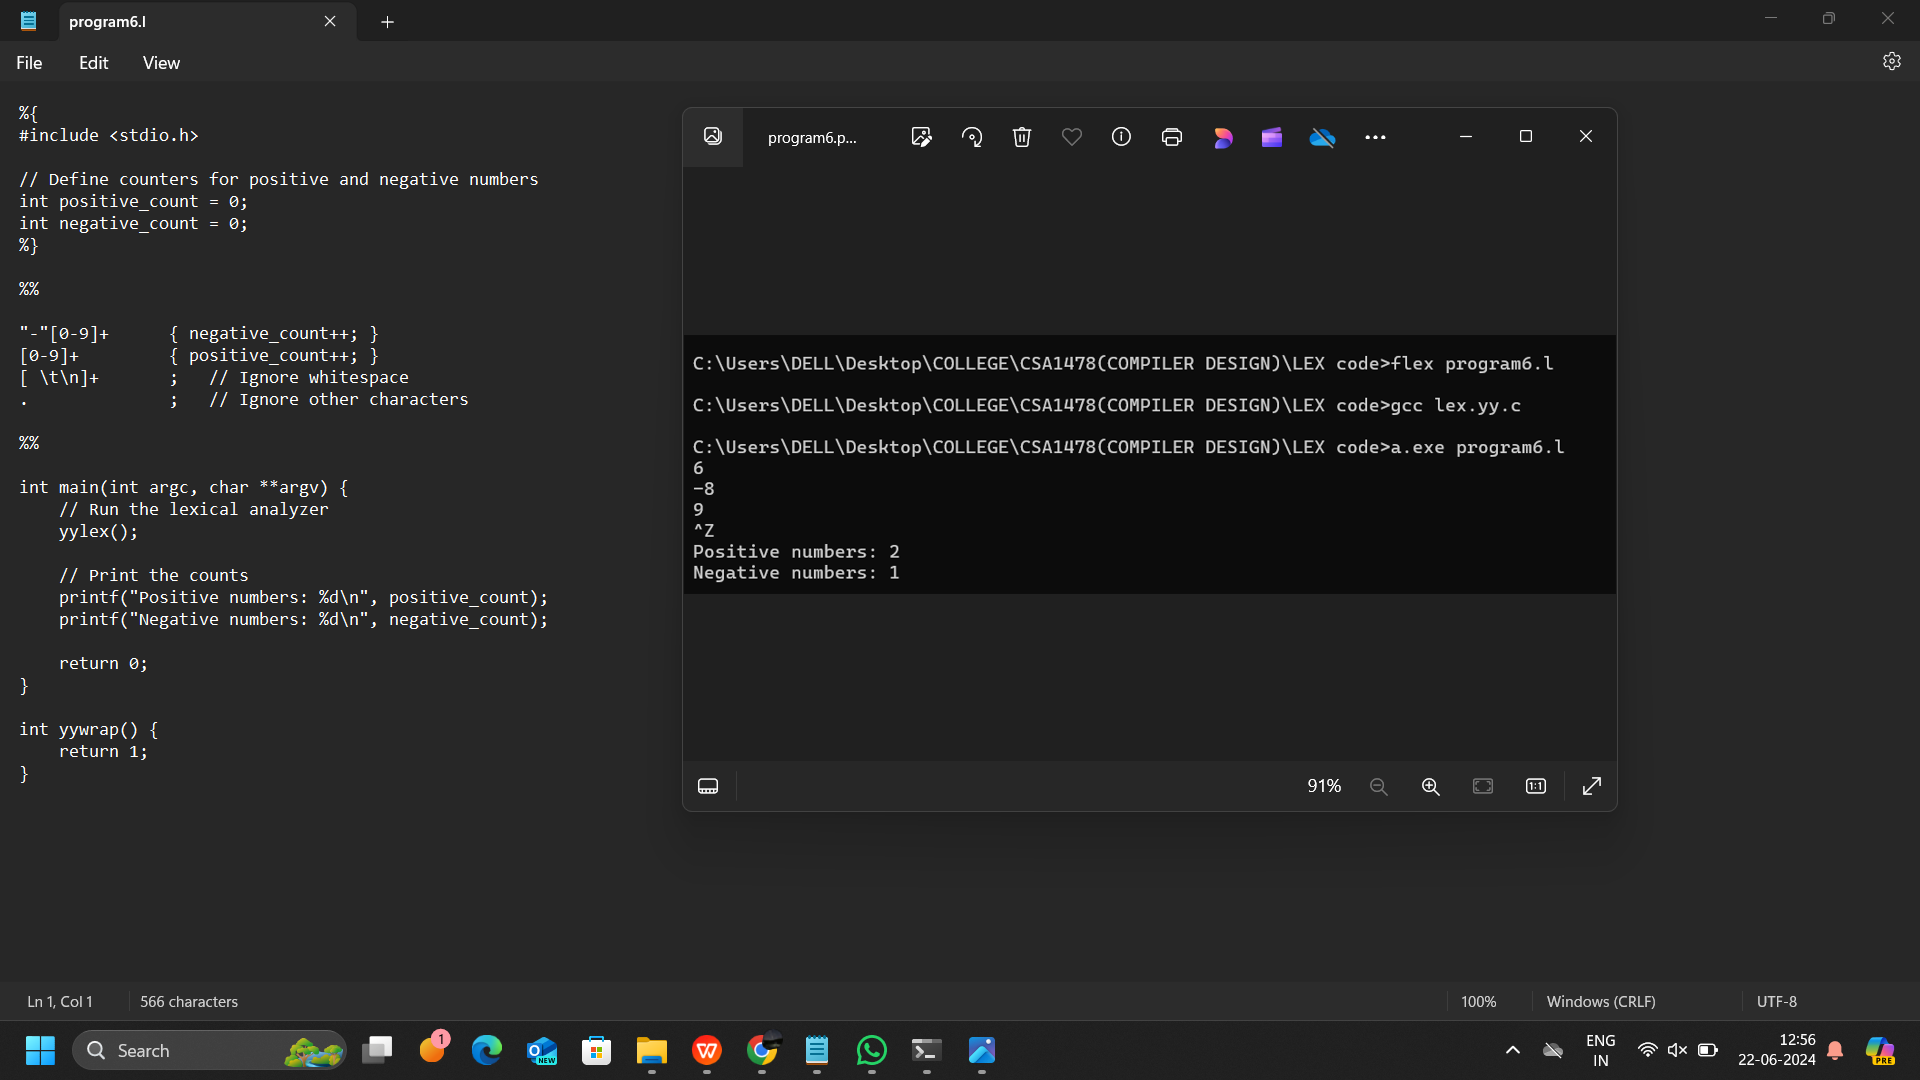 program6.l
File Edit View
%{
#include <stdio.h>
// Define counters for positive and negative numbers
int positive_count = 0;
int negative_count = 0;
%}
%%
"-"[0-9]+      { negative_count++; }
[0-9]+         { positive_count++; }
[ \t\n]+       ;   // Ignore whitespace
.              ;   // Ignore other characters
%%
int main(int argc, char **argv) {
    // Run the lexical analyzer
    yylex();
    // Print the counts
    printf("Positive numbers: %d\n", positive_count);
    printf("Negative numbers: %d\n", negative_count);
    return 0;
}
int yywrap() {
    return 1;
}
program6.p...
C:\Users\DELL\Desktop\COLLEGE\CSA1478(COMPILER DESIGN)\LEX code>flex program6.l
C:\Users\DELL\Desktop\COLLEGE\CSA1478(COMPILER DESIGN)\LEX code>gcc lex.yy.c
C:\Users\DELL\Desktop\COLLEGE\CSA1478(COMPILER DESIGN)\LEX code>a.exe program6.l
6
-8
9
^Z
Positive numbers: 2
Negative numbers: 1
91% 1:1
Ln 1, Col 1 566 characters 100% Windows (CRLF) UTF-8
Search 1 NEW W ENG IN 12:56 22-06-2024 PRE